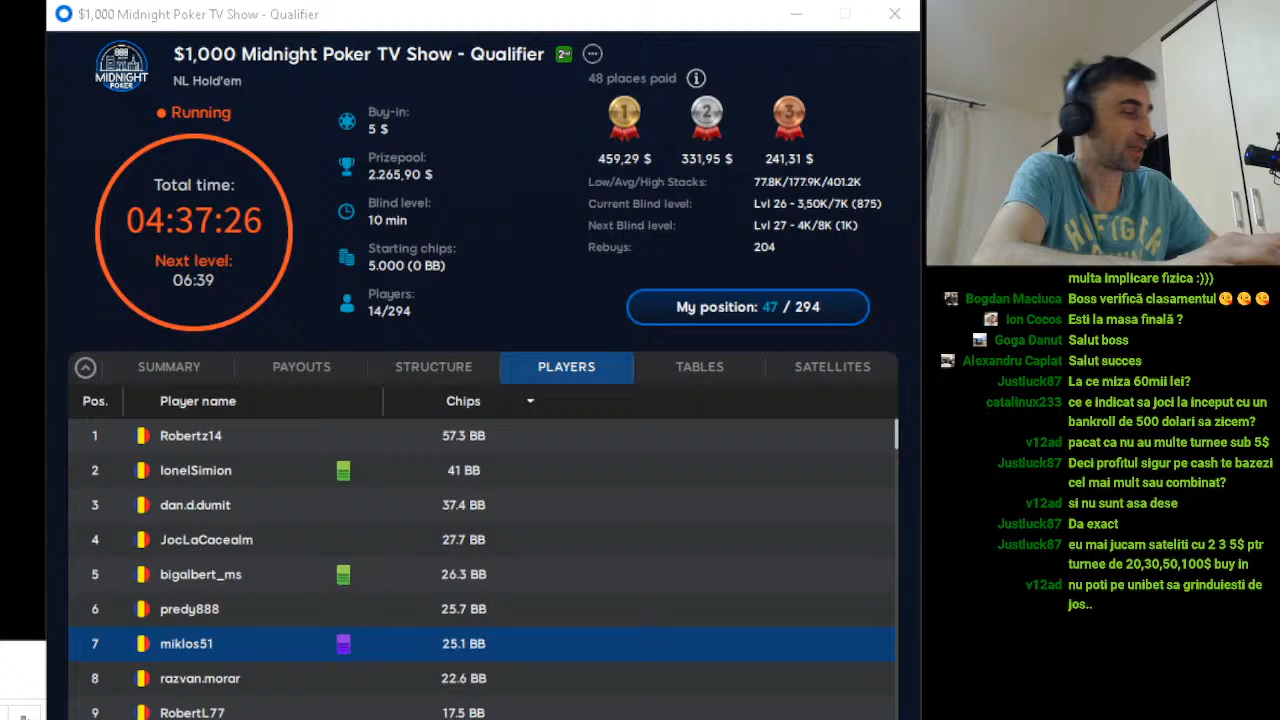 $1,000 Midnight Poker TV Show - Qualifier
888
MIDNIGHT
POKER
$1,000 Midnight Poker TV Show - Qualifier 2nd
NL Hold'em
48 places paid
Running
Total time:
04:37:26
Next level:
06:39
Buy-in:
5 $
Prizepool:
2.265,90 $
Blind level:
10 min
Starting chips:
5.000 (0 BB)
Players:
14/294
1 2 3
459,29 $ 331,95 $ 241,31 $
Low/Avg/High Stacks: 77.8K/177.9K/401.2K
Current Blind level: Lvl 26 - 3,50K/7K (875)
Next Blind level: Lvl 27 - 4K/8K (1K)
Rebuys: 204
My position: 47 / 294
SUMMARY PAYOUTS STRUCTURE PLAYERS TABLES SATELLITES
Pos. Player name Chips
1 Robertz14 57.3 BB
2 IonelSimion 41 BB
3 dan.d.dumit 37.4 BB
4 JocLaCacealm 27.7 BB
5 bigalbert_ms 26.3 BB
6 predy888 25.7 BB
7 miklos51 25.1 BB
8 razvan.morar 22.6 BB
9 RobertL77 17.5 BB
HILFIGER
multa implicare fizica :)))
Bogdan Maciuca Boss verifică clasamentul😘😘😘
Ion Cocos Esti la masa finală ?
Goga Danut Salut boss
Alexandru Caplat Salut succes
Justluck87 La ce miza 60mii lei?
catalinux233 ce e indicat sa joci la inceput cu un
bankroll de 500 dolari sa zicem?
v12ad pacat ca nu au multe turnee sub 5$
Justluck87 Deci profitul sigur pe cash te bazezi
cel mai mult sau combinat?
v12ad si nu sunt asa dese
Justluck87 Da exact
Justluck87 eu mai jucam sateliti cu 2 3 5$ ptr
turnee de 20,30,50,100$ buy in
v12ad nu poti pe unibet sa grinduiesti de
jos..